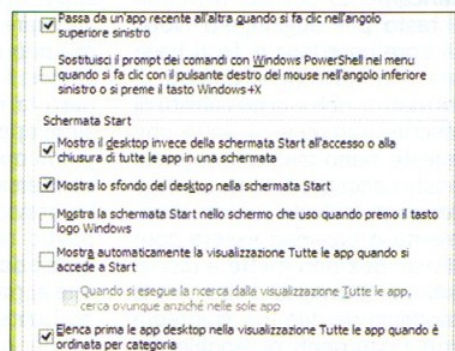 Passa da un'app recente all'altra quando si fa clic nell'angolo
superiore sinistro
Sostituisci il prompt dei comandi con Windows PowerShell nel menu
quando si fa clic con il pulsante destro del mouse nell'angolo inferiore
sinistro o si preme il tasto Windows+X
Schermata Start
Mostra il desktop invece della schermata Start all'accesso o alla
chiusura di tutte le app in una schermata
Mostra lo sfondo del desktop nella schermata Start
Mostra la schermata Start nello schermo che uso quando premo il tasto
logo Windows
Mostra automaticamente la visualizzazione Tutte le app quando si
accede a Start
Quando si esegue la ricerca dalla visualizzazione Tutte le app,
cerca ovunque anziché nelle sole app
Elenca prima le app desktop nella visualizzazione Tutte le app quando è
ordinata per categoria